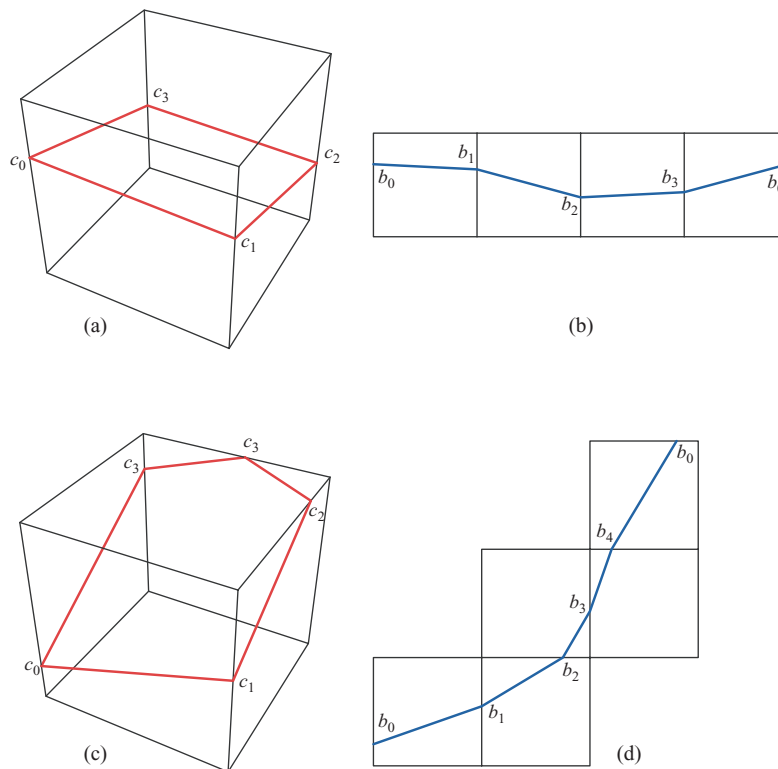 c₃
c₂
c₀
c₁
(a)
b₁
b₀
b₃
b₂
(b)
c₃
c₃
c₂
c₀
c₁
(c)
b₀
b₄
b₃
b₂
b₀
b₁
(d)